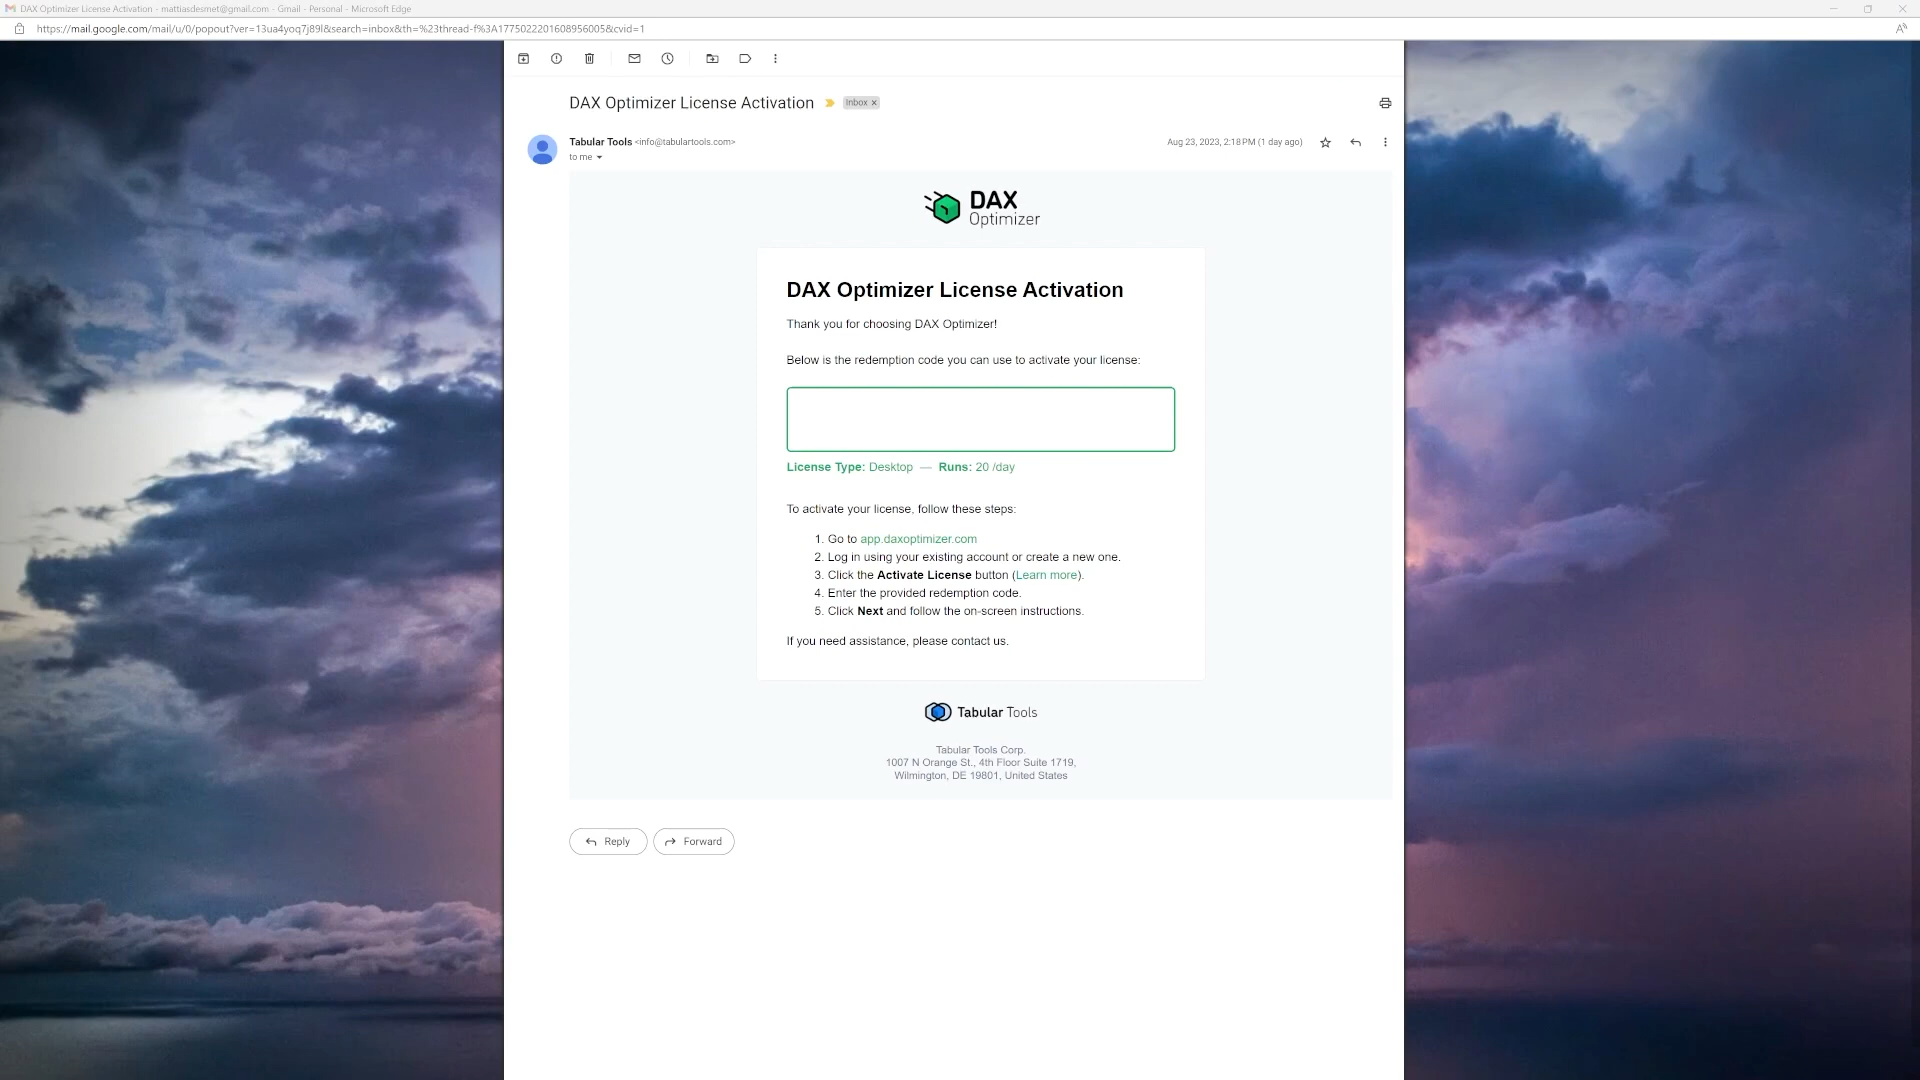 DAX Optimizer License Activation - mattiasdesmet@gmail.com - Gmail - Personal - Microsoft Edge
https://mail.google.com/mail/u/0/popout?ver=13ua4yoq7j89l&search=inbox&th=%23thread-f%3A1775022201608956005&cvid=1
DAX Optimizer License Activation
Inbox x
Tabular Tools <info@tabulartools.com>
Aug 23, 2023, 2:18 PM (1 day ago)
to me
DAX
Optimizer
DAX Optimizer License Activation
Thank you for choosing DAX Optimizer!
Below is the redemption code you can use to activate your license:
License Type: Desktop — Runs: 20 /day
To activate your license, follow these steps:
1. Go to app.daxoptimizer.com
2. Log in using your existing account or create a new one.
3. Click the Activate License button (Learn more).
4. Enter the provided redemption code.
5. Click Next and follow the on-screen instructions.
If you need assistance, please contact us.
Tabular Tools
Tabular Tools Corp.
1007 N Orange St., 4th Floor Suite 1719,
Wilmington, DE 19801, United States
Reply
Forward